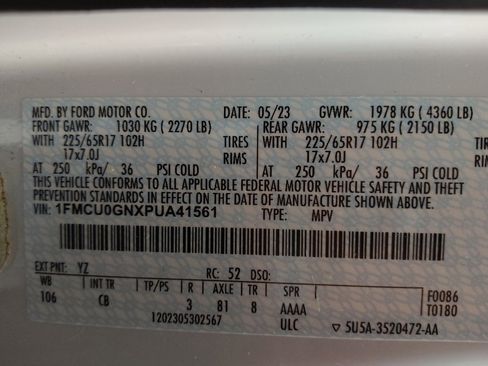 MFD. BY FORD MOTOR CO. DATE: 05/23 GVWR: 1978 KG ( 4360 LB)
FRONT GAWR: 1030 KG ( 2270 LB) REAR GAWR: 975 KG ( 2150 LB)
WITH 225/65R17 102H TIRES WITH 225/65R17 102H TIRES
17x7.0J RIMS 17x7.0J RIMS
AT 250 kPa/ 36 PSI COLD AT 250 kPa/ 36 PSI COLD
THIS VEHICLE CONFORMS TO ALL APPLICABLE FEDERAL MOTOR VEHICLE SAFETY AND THEFT
PREVENTION STANDARDS IN EFFECT ON THE DATE OF MANUFACTURE SHOWN ABOVE.
VIN: 1FMCU0GNXPUA41561 TYPE: MPV
EXT PNT: YZ RC: 52 DSO:
WB INT TR TP/PS R AXLE TR SPR F0086
106 CB 3 81 8 AAAA T0180
1202305302567 ULC ▽ 5U5A-3520472-AA